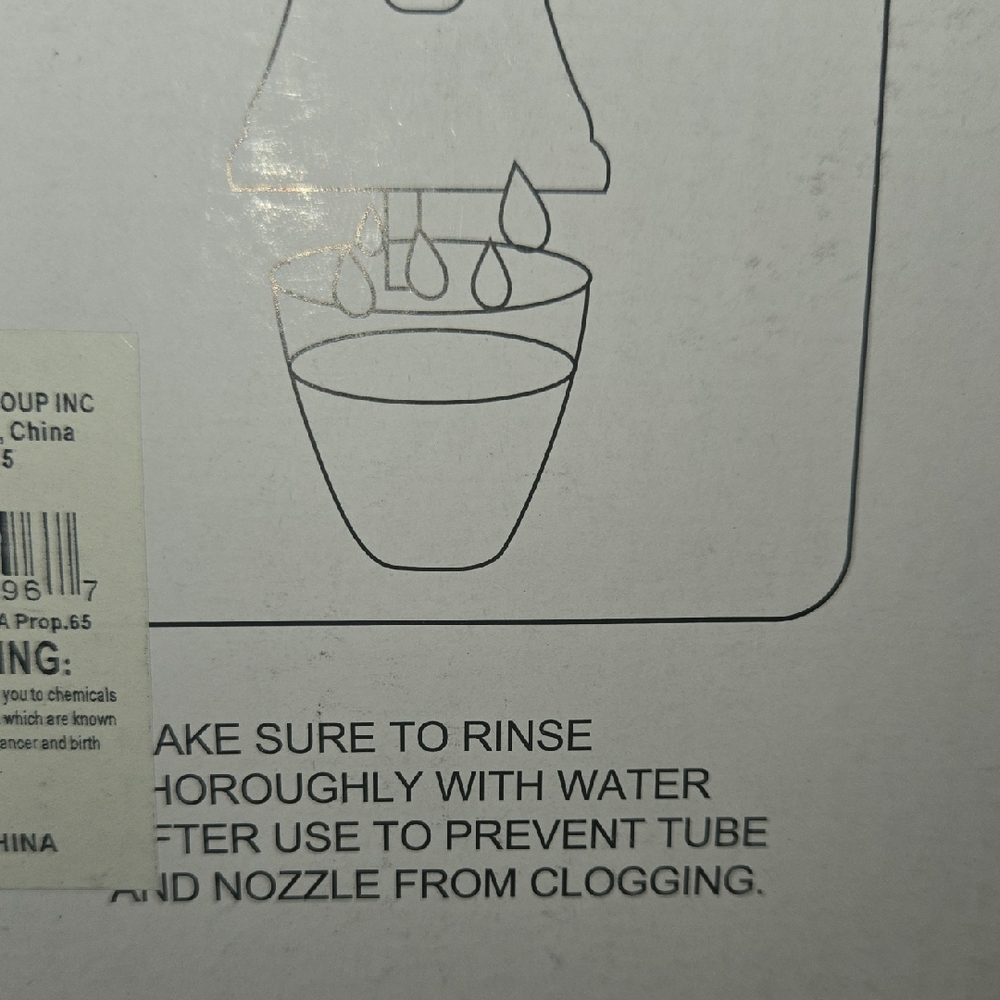 OUP INC
, China
5
96 7
A Prop.65
ING:
you to chemicals
which are known
ancer and birth
HINA
AKE SURE TO RINSE
HOROUGHLY WITH WATER
FTER USE TO PREVENT TUBE
AND NOZZLE FROM CLOGGING.